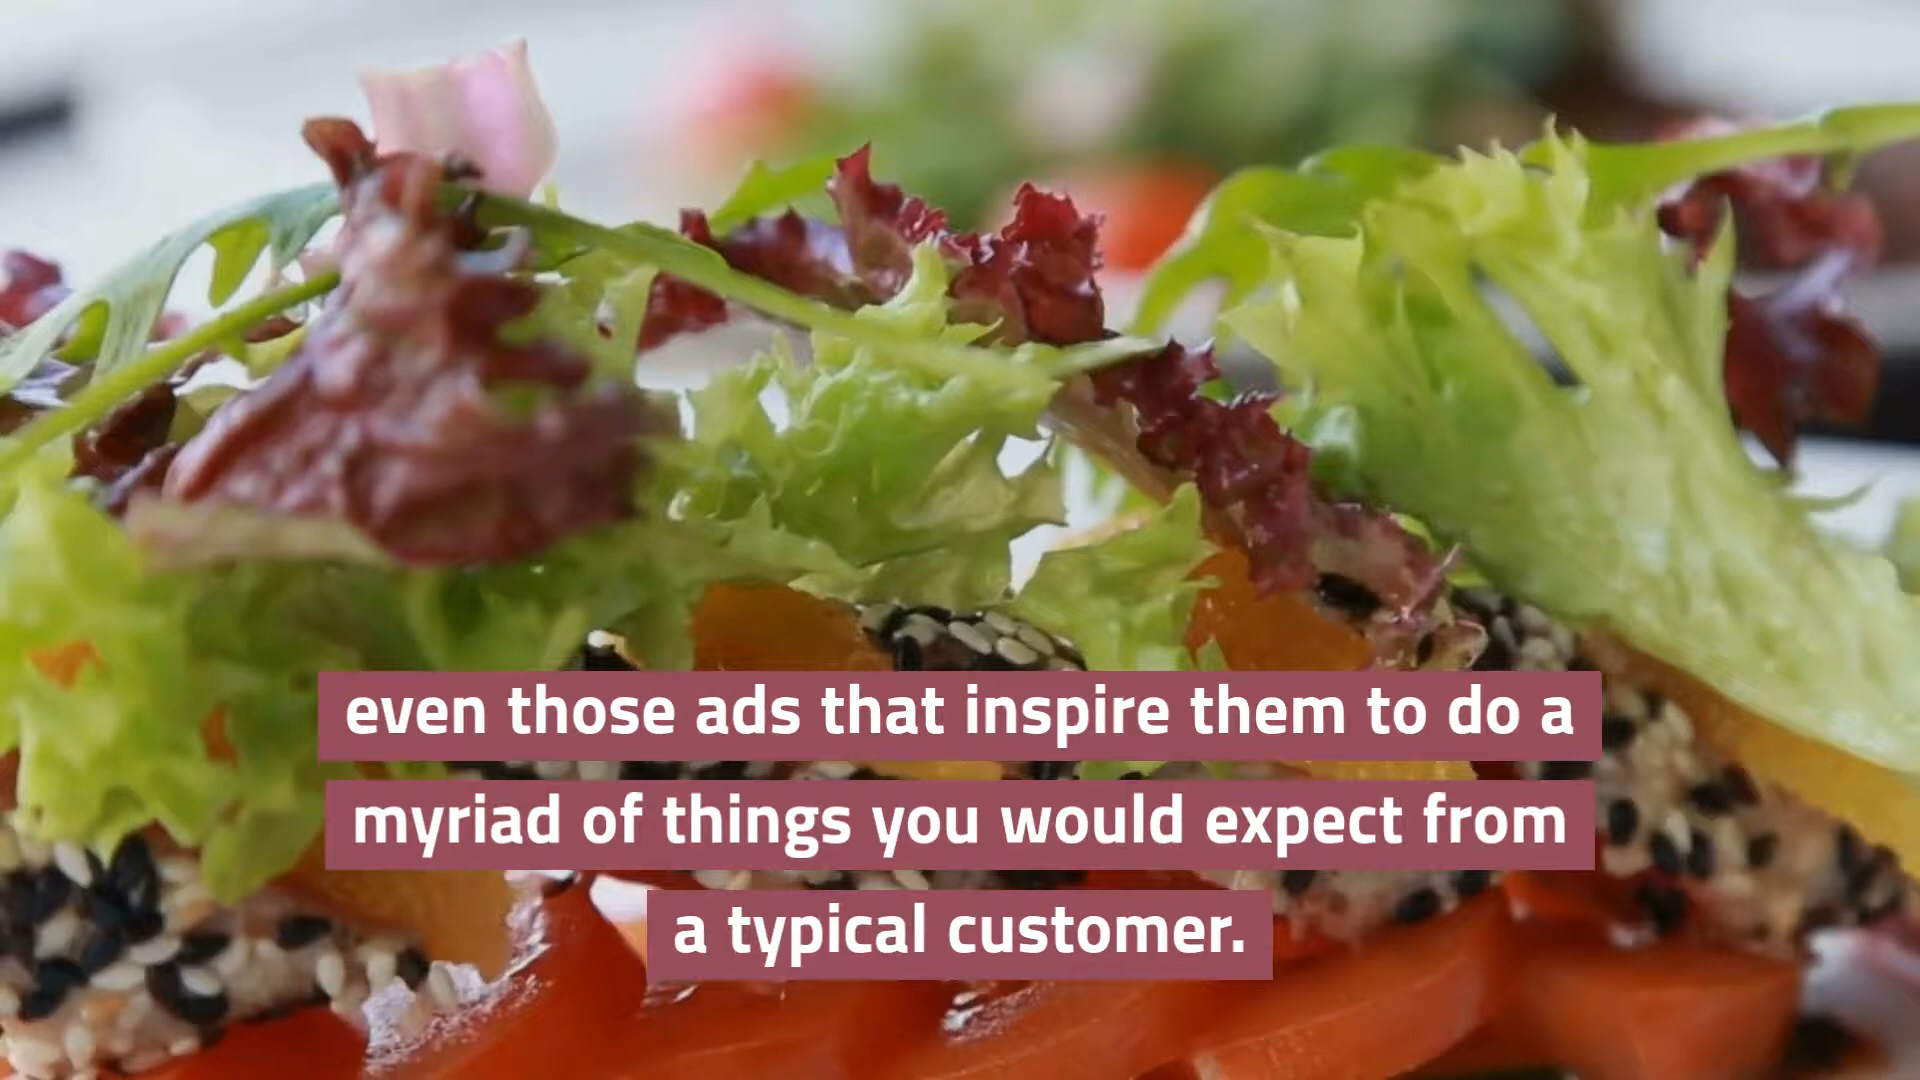 even those ads that inspire them to do a
myriad of things you would expect from
a typical customer.